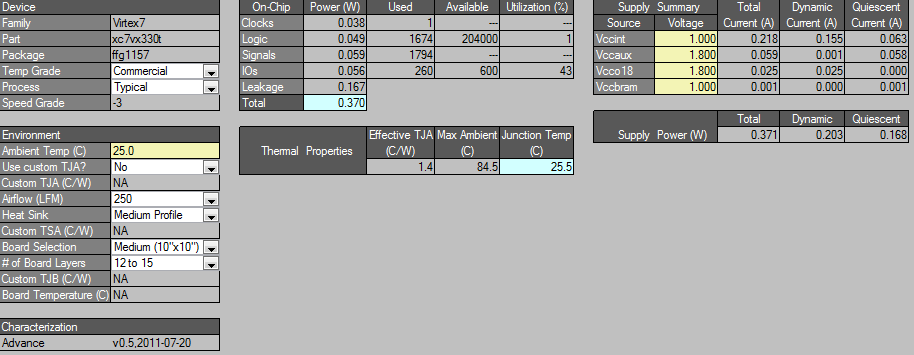 Device
Family Virtex7
Part xc7vx330t
Package ffg1157
Temp Grade Commercial
Process Typical
Speed Grade -3
Environment
Ambient Temp (C) 25.0
Use custom TJA? No
Custom TJA (C/W) NA
Airflow (LFM) 250
Heat Sink Medium Profile
Custom TSA (C/W) NA
Board Selection Medium (10"x10")
# of Board Layers 12 to 15
Custom TJB (C/W) NA
Board Temperature (C) NA
Characterization
Advance v0.5,2011-07-20
On-Chip Power (W) Used Available Utilization (%)
Clocks 0.038 1 --- ---
Logic 0.049 1674 204000 1
Signals 0.059 1794 --- ---
IOs 0.056 260 600 43
Leakage 0.167
Total 0.370
Effective TJA Max Ambient Junction Temp
Thermal Properties (C/W) (C) (C)
1.4 84.5 25.5
Supply Summary Total Dynamic Quiescent
Source Voltage Current (A) Current (A) Current (A)
Vccint 1.000 0.218 0.155 0.063
Vccaux 1.800 0.059 0.001 0.058
Vcco18 1.800 0.025 0.025 0.000
Vccbram 1.000 0.001 0.000 0.001
Total Dynamic Quiescent
Supply Power (W) 0.371 0.203 0.168